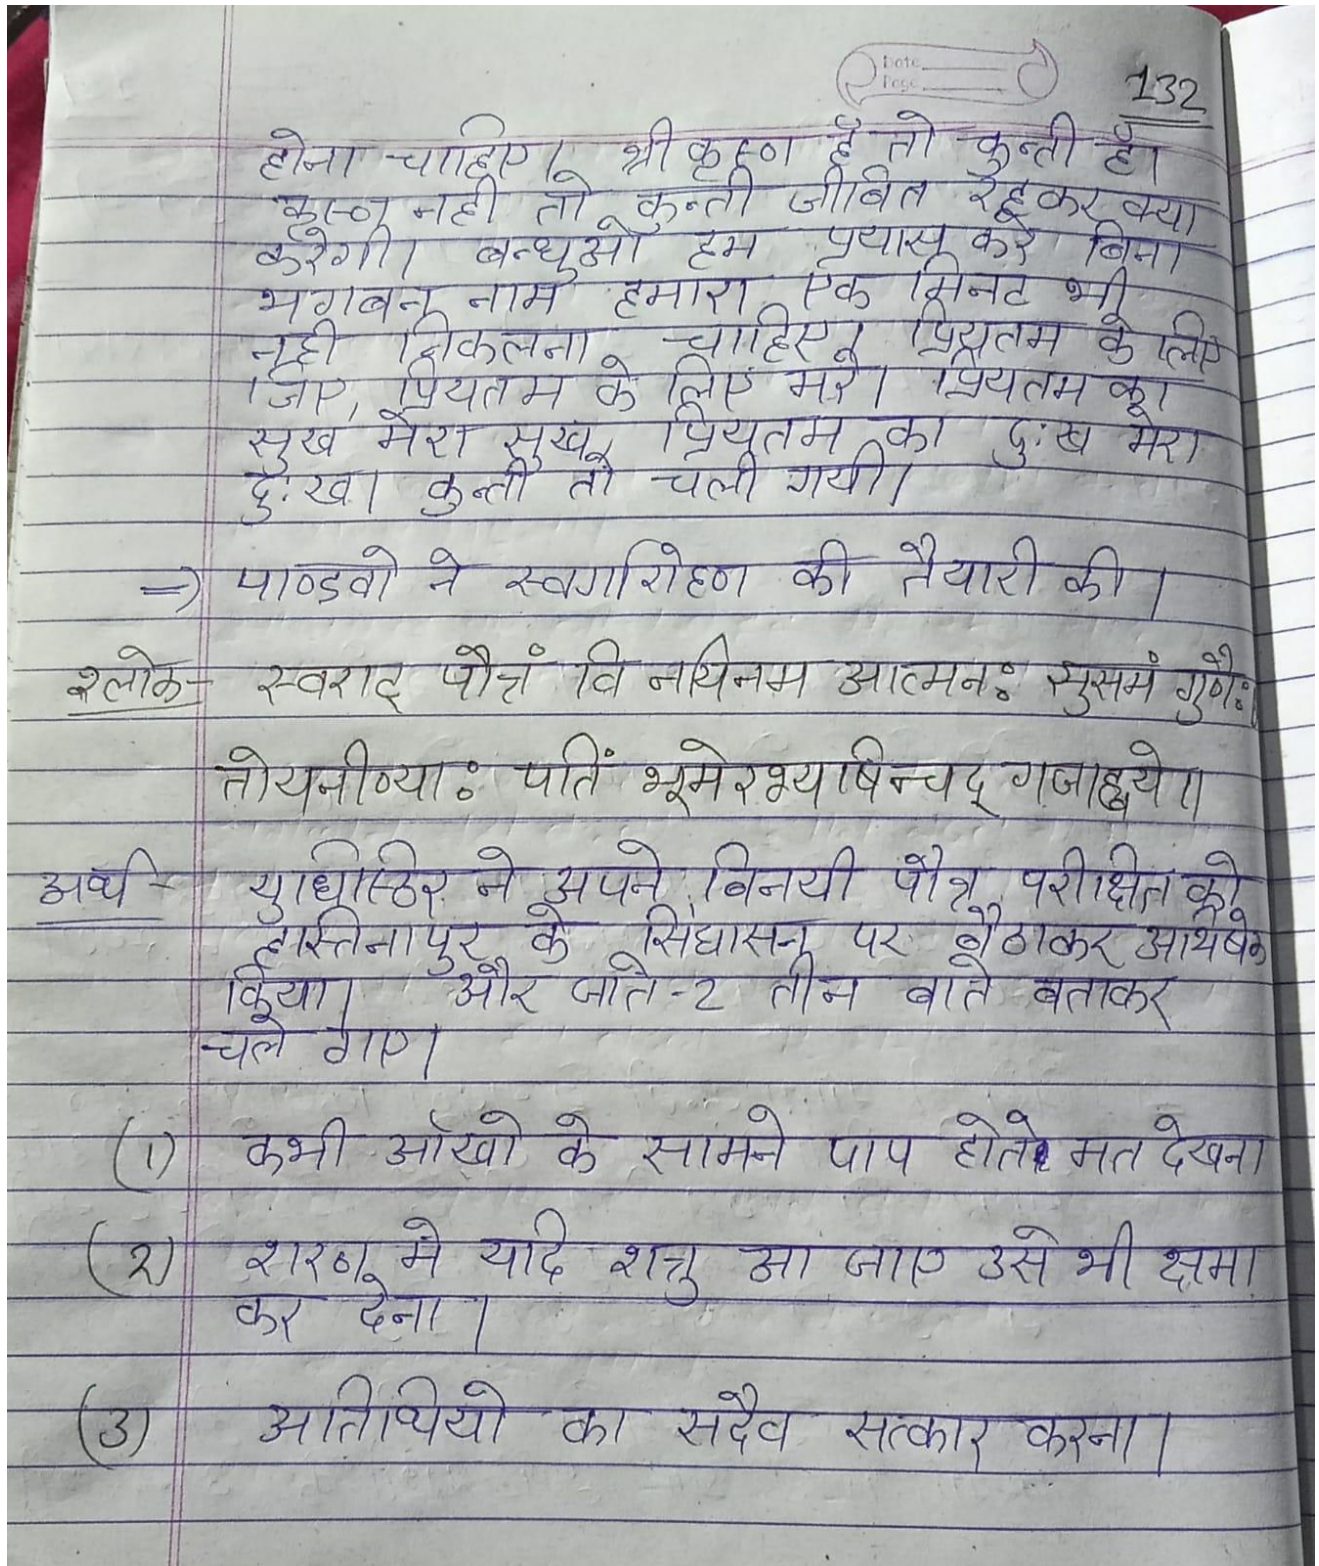 Date
Page
132
होना चाहिए। श्री कृष्ण है तो कुन्ती है।
कृष्ण नही तो कुन्ती जीवित रहकर क्या
करेगी। बन्धुओ हम प्रयास करे बिना
भगवन नाम हमारा एक मिनट भी
नही निकलना चाहिए। प्रियतम के लिए
जिए, प्रियतम के लिए मरे। प्रियतम का
सुख मेरा सुख, प्रियतम का दुःख मेरा
दुःख। कुन्ती तो चली गयी।
=> पाण्डवो ने स्वर्गारोहण की तैयारी की।
श्लोक- स्वराट् पौत्रं वि नयिनम आत्मनः सुसमं गुणैः।
तोयनीव्याः पतिं भूमेरभ्यषिन्चद् गजाह्वये॥
अर्थ - युधिष्ठिर ने अपने विनयी पौत्र परीक्षित को
हास्तिनापुर के सिंघासन पर बैठाकर अभिषेक
किया। और जाते-2 तीन बाते बताकर
चले गए।
(1) कभी आँखो के सामने पाप होते मत देखना
(2) शरण मे यदि शत्रु आ जाए उसे भी क्षमा
कर देना।
(3) अतिथियो का सदैव सत्कार करना।